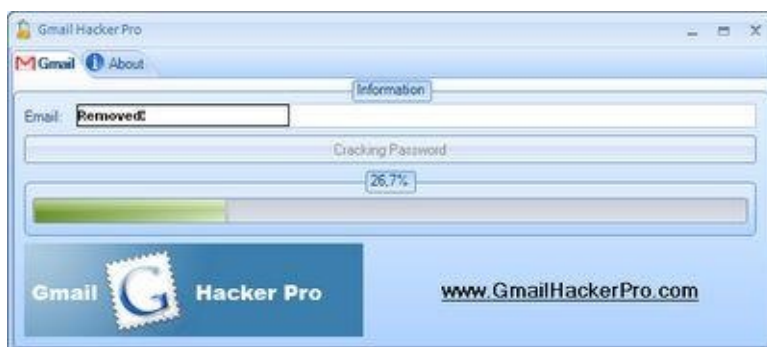 Gmail Hacker Pro
Gmail About
Information
Email: Removed:
Cracking Password
26,7%
Gmail G Hacker Pro
www.GmailHackerPro.com